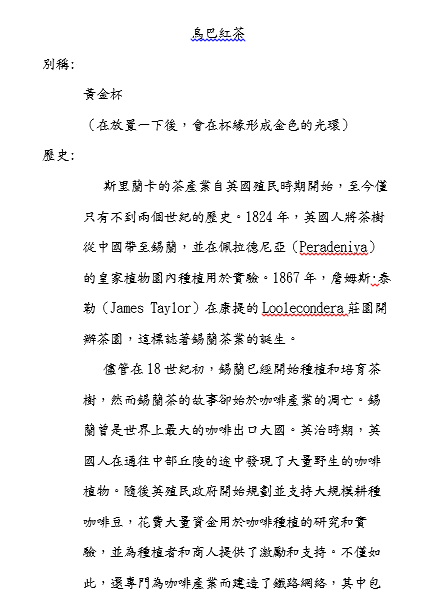 烏巴紅茶
別稱:
黃金杯
（在放置一下後，會在杯緣形成金色的光環）
歷史:
斯里蘭卡的茶產業自英國殖民時期開始，至今僅
只有不到兩個世紀的歷史。1824 年，英國人將茶樹
從中國帶至錫蘭，並在佩拉德尼亞（Peradeniya）
的皇家植物園內種植用於實驗。1867 年，詹姆斯·泰
勒（James Taylor）在康提的 Loolecondera 莊園開
辦茶園，這標誌著錫蘭茶業的誕生。
儘管在 18 世紀初，錫蘭已經開始種植和培育茶
樹，然而錫蘭茶的故事卻始於咖啡產業的凋亡。錫
蘭曾是世界上最大的咖啡出口大國。英治時期，英
國人在通往中部丘陵的途中發現了大量野生的咖啡
植物。隨後英殖民政府開始規劃並支持大規模耕種
咖啡豆，花費大量資金用於咖啡種植的研究和實
驗，並為種植者和商人提供了激勵和支持。不僅如
此，還專門為咖啡產業而建造了鐵路網絡，其中包